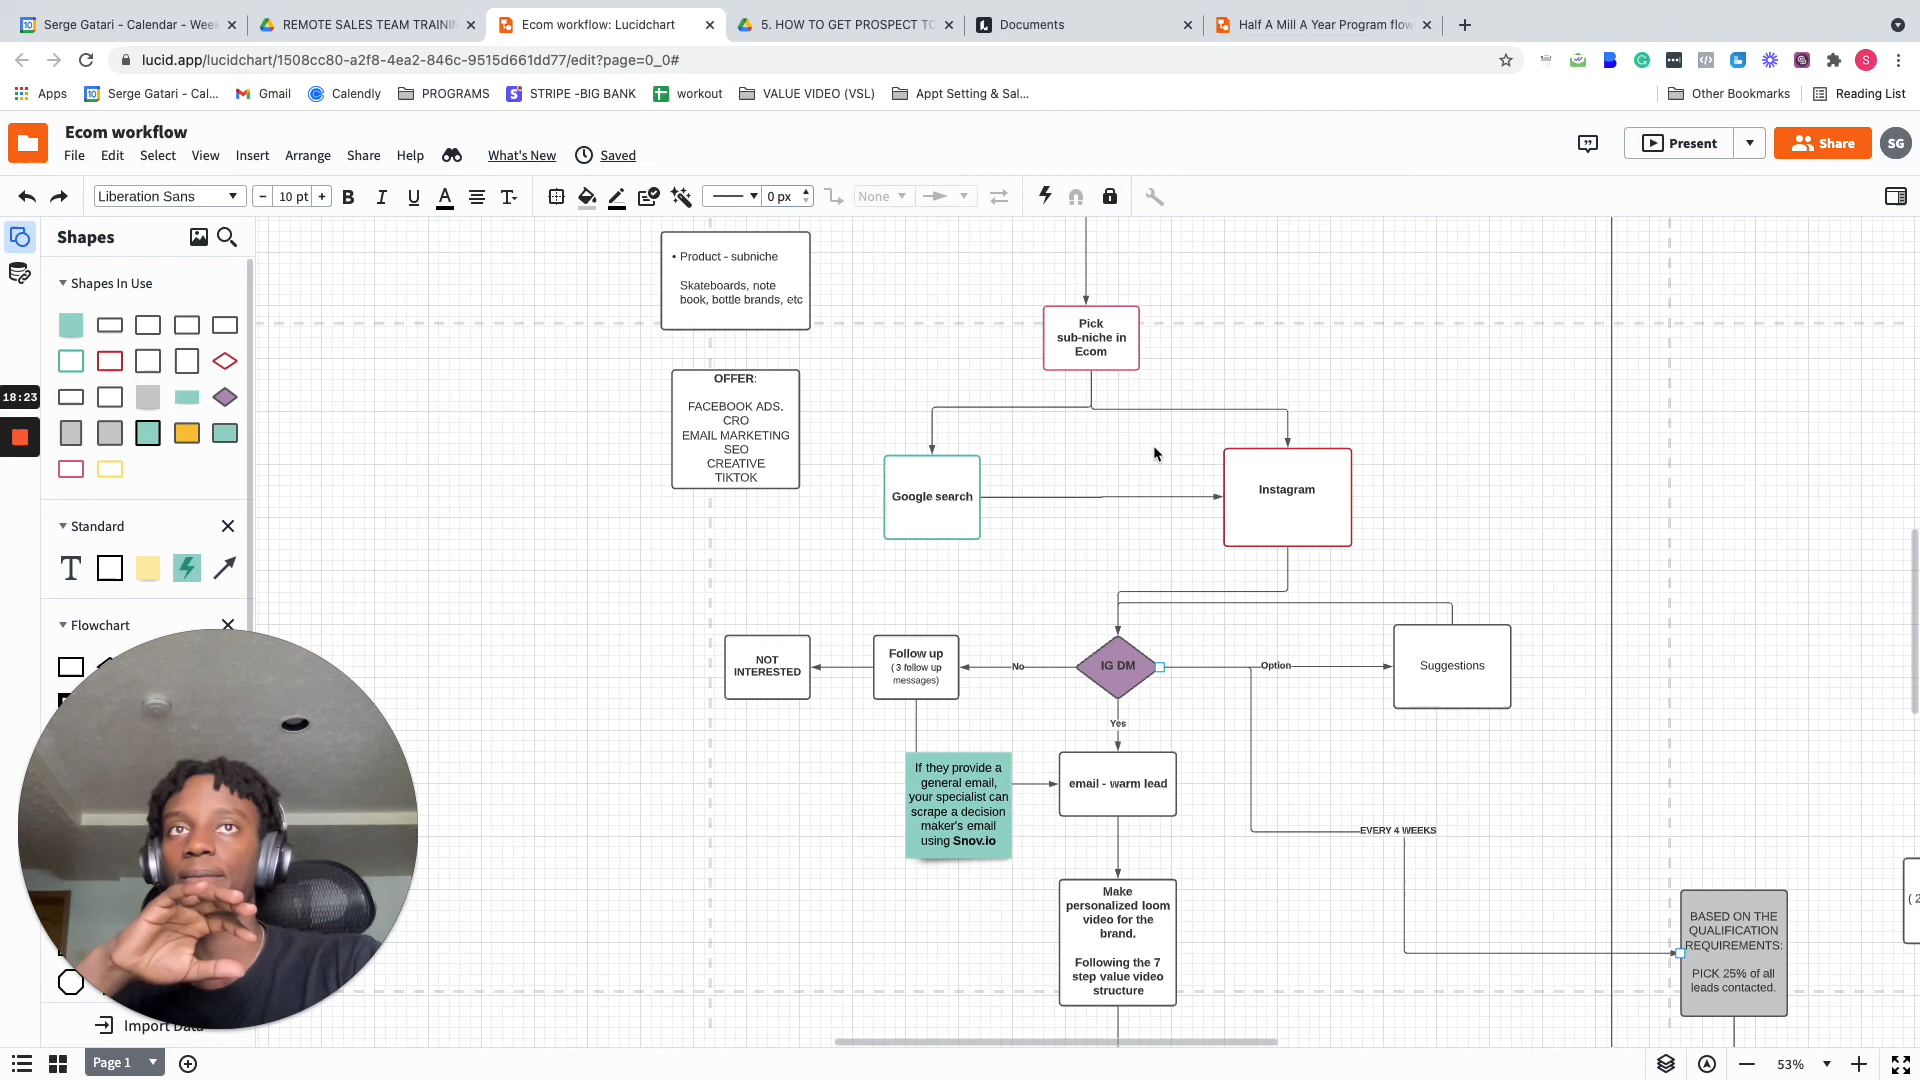 Serge Gatari - Calendar - Week
REMOTE SALES TEAM TRAININ
Ecom workflow: Lucidchart
5. HOW TO GET PROSPECT TO
Documents
Half A Mill A Year Program flow
lucid.app/lucidchart/1508cc80-a2f8-4ea2-846c-9515d661dd77/edit?page=0_0#
S
Apps
Serge Gatari - Cal...
Gmail
Calendly
PROGRAMS
STRIPE -BIG BANK
workout
VALUE VIDEO (VSL)
Appt Setting & Sal...
Other Bookmarks
Reading List
Ecom workflow
File
Edit
Select
View
Insert
Arrange
Share
Help
What's New
Saved
Present
Share
SG
Liberation Sans
10 pt
0 px
None
Shapes
Shapes In Use
18:23
Standard
Flowchart
Import Data
• Product - subniche
Skateboards, note
book, bottle brands, etc
OFFER:
FACEBOOK ADS.
CRO
EMAIL MARKETING
SEO
CREATIVE
TIKTOK
Pick
sub-niche in
Ecom
Google search
Instagram
NOT
INTERESTED
Follow up
( 3 follow up
messages)
No
IG DM
Option
Suggestions
Yes
If they provide a
general email,
your specialist can
scrape a decision
maker's email
using Snov.io
email - warm lead
EVERY 4 WEEKS
Make
personalized loom
video for the
brand.
Following the 7
step value video
structure
BASED ON THE
QUALIFICATION
REQUIREMENTS:
PICK 25% of all
leads contacted.
( 2
Page 1
53%